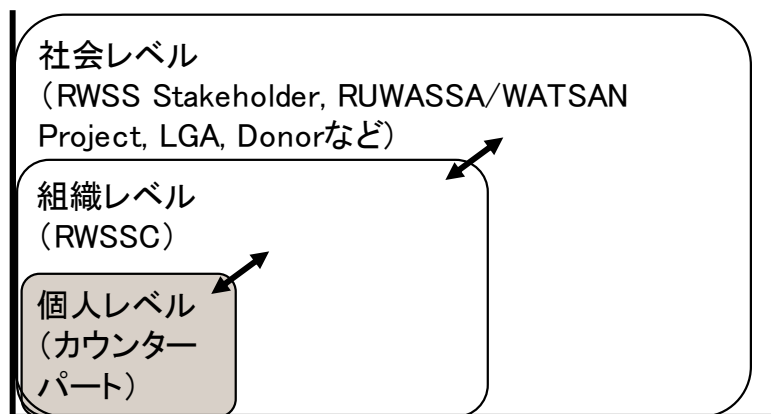 社会レベル
（RWSS Stakeholder, RUWASSA/WATSAN
Project, LGA, Donorなど）
組織レベル
（RWSSC）
個人レベル
（カウンター
パート）